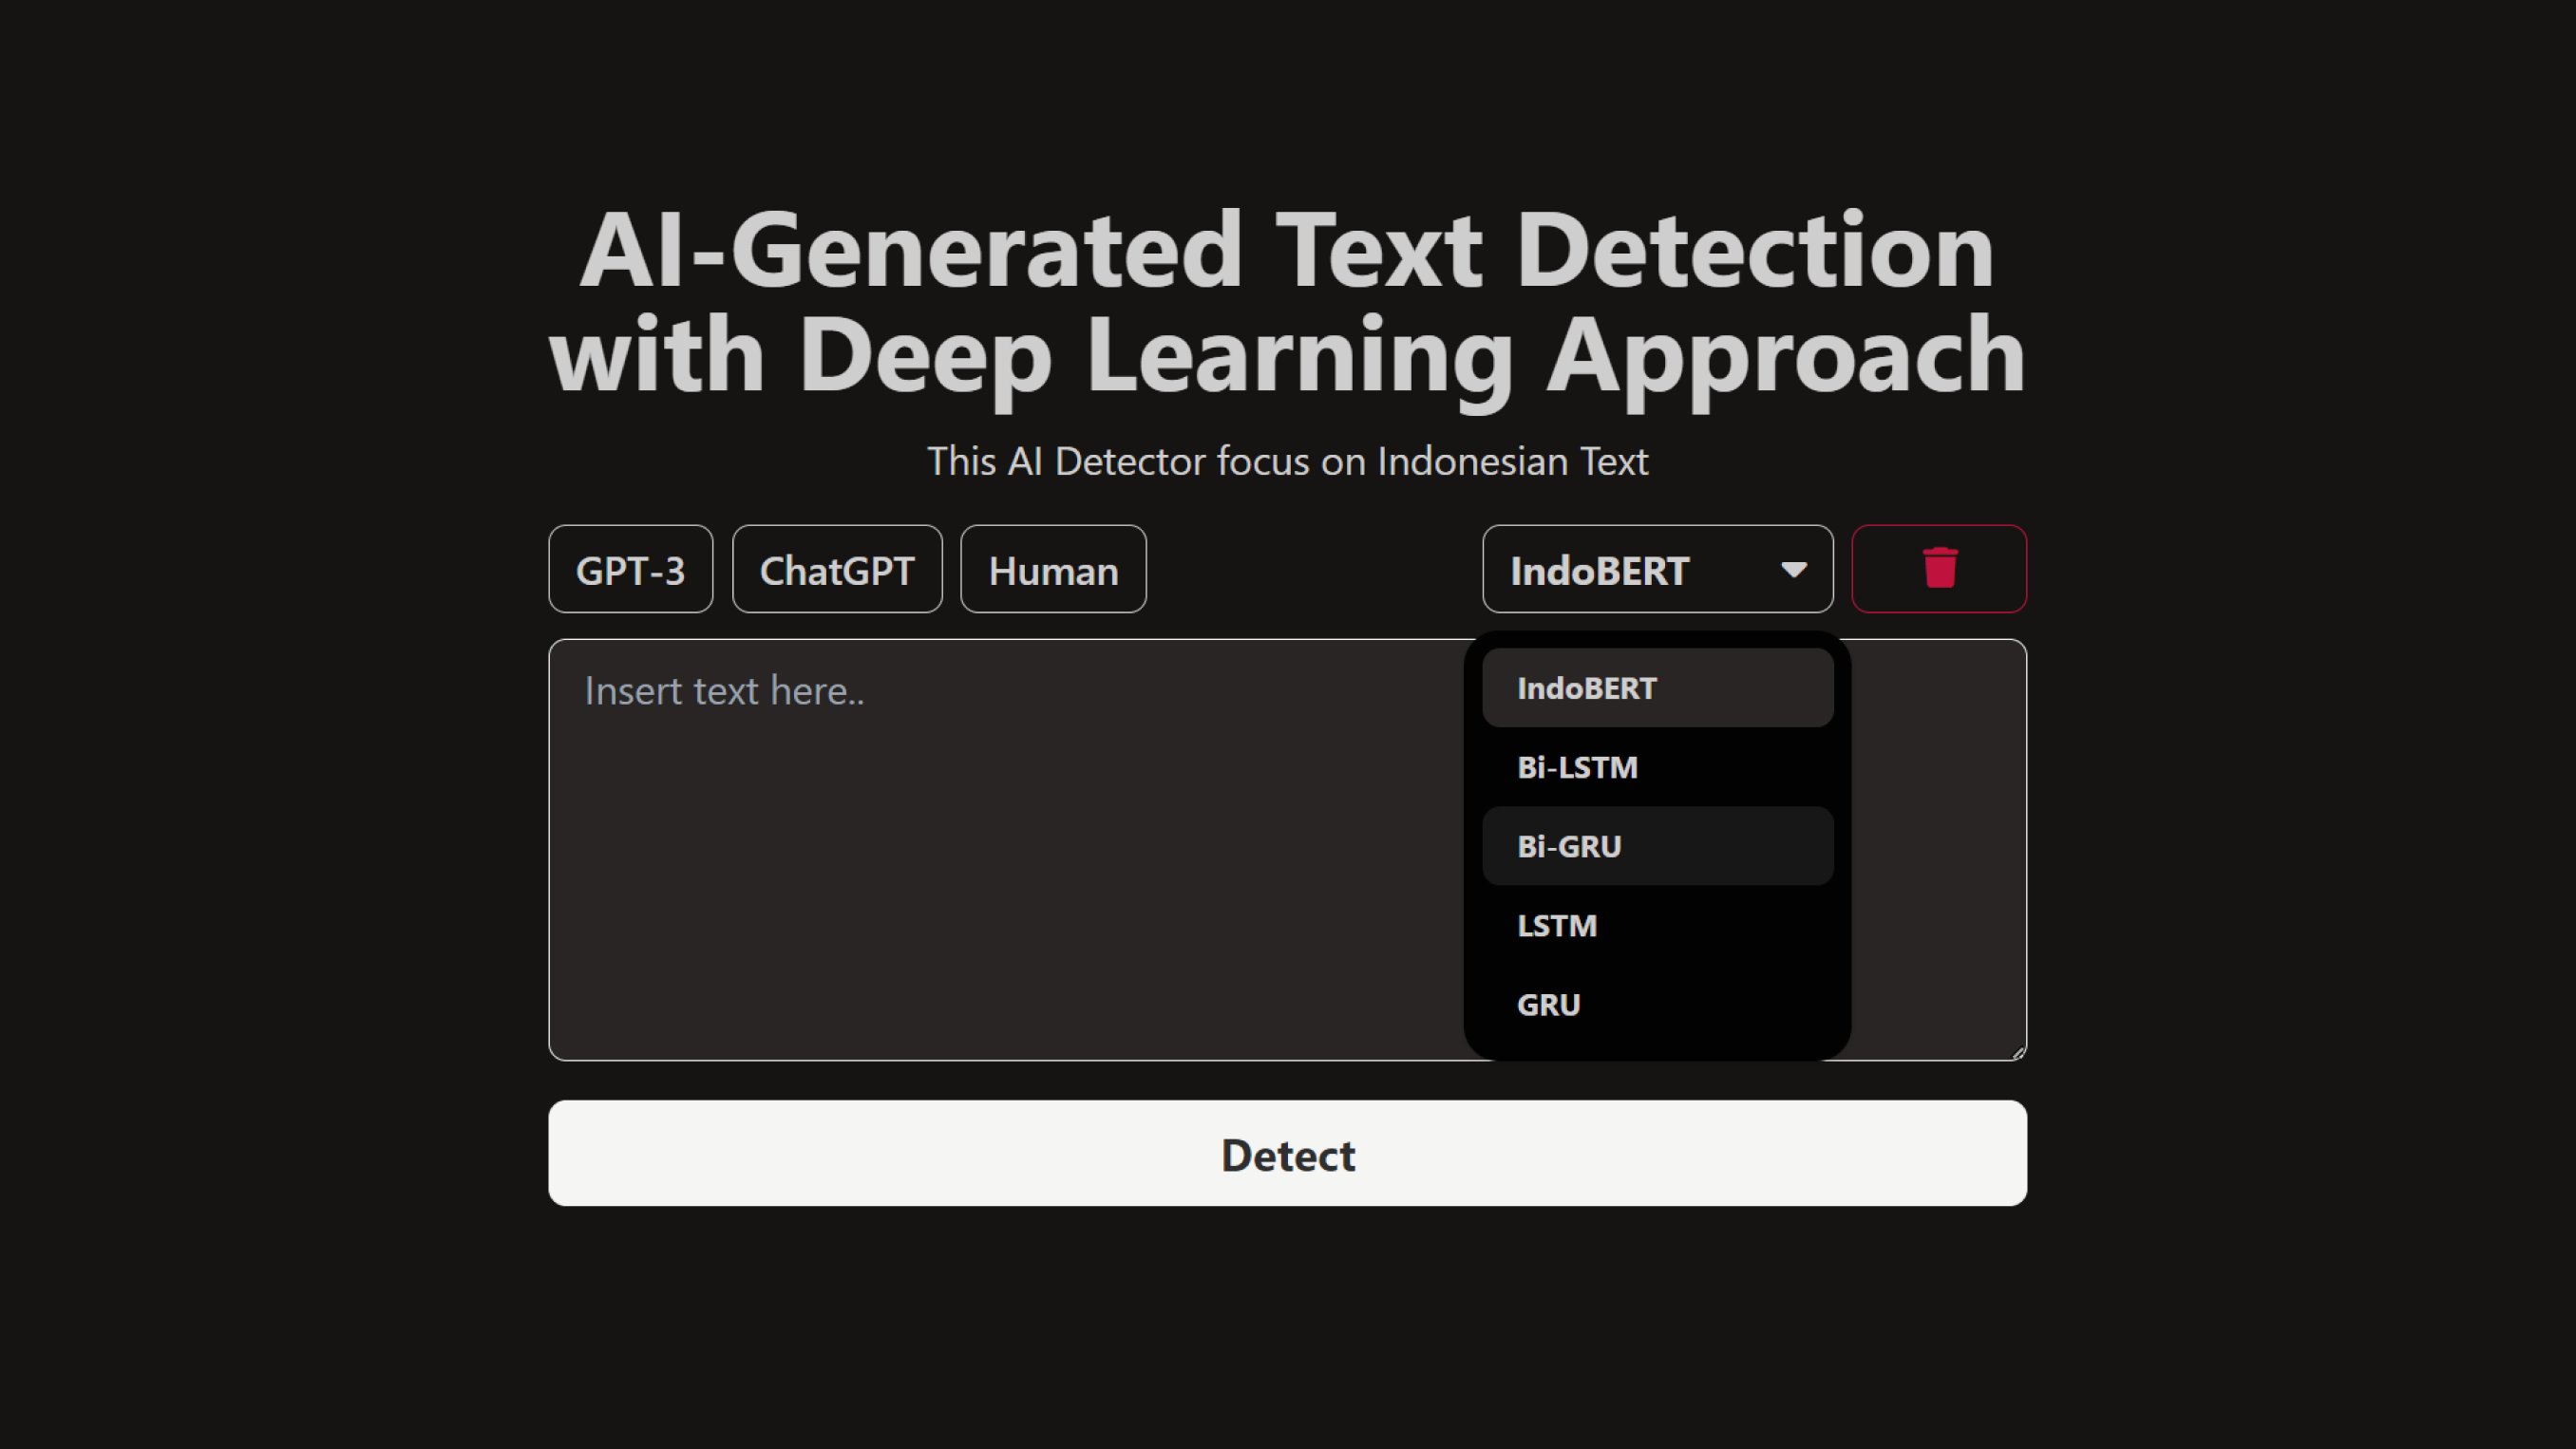 AI-Generated Text Detection
with Deep Learning Approach
This AI Detector focus on Indonesian Text
GPT-3
ChatGPT
Human
IndoBERT
Insert text here..
IndoBERT
Bi-LSTM
Bi-GRU
LSTM
GRU
Detect